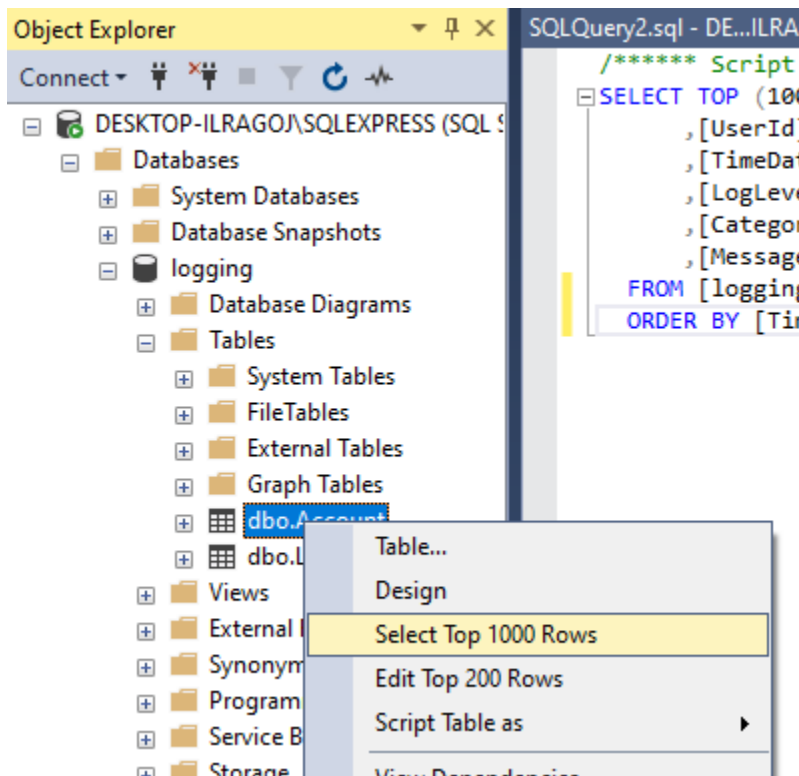 Object Explorer
SQLQuery2.sql - DE...ILRA
Connect
DESKTOP-ILRAGOJ\SQLEXPRESS (SQL
Databases
System Databases
Database Snapshots
logging
Database Diagrams
Tables
System Tables
FileTables
External Tables
Graph Tables
dbo.Account
dbo.L
Views
External
Synonym
Program
Service B
Storage
/****** Script
SELECT TOP (100
,[UserId]
,[TimeDat
,[LogLeve
,[Categor
,[Message
FROM [logging
ORDER BY [Tim
Table...
Design
Select Top 1000 Rows
Edit Top 200 Rows
Script Table as
View Dependencies